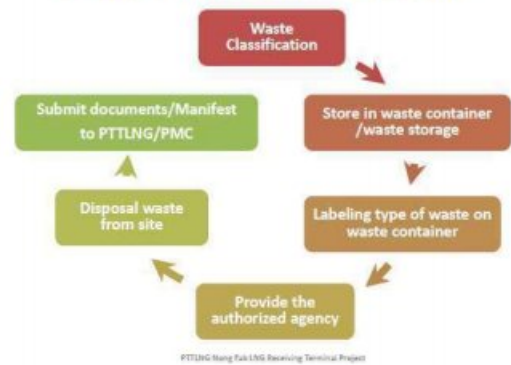 Waste
Classification
Store in waste container
/waste storage
Labeling type of waste on
waste container
Provide the
authorized agency
Disposal waste
from site
Submit documents/Manifest
to PTTLNG/PMC
PTTLNG Nong Fab LNG Receiving Terminal Project